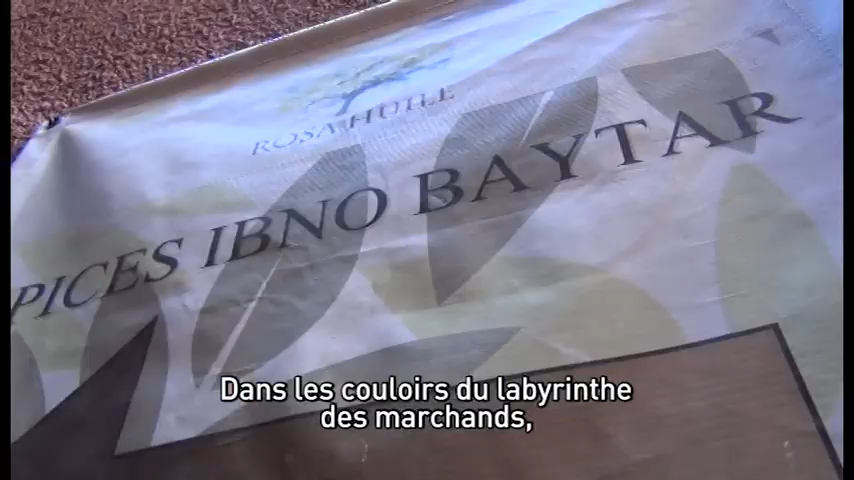 ROSA HUILE
PICES IBNO BAYTAR
Dans les couloirs du labyrinthe
des marchands,